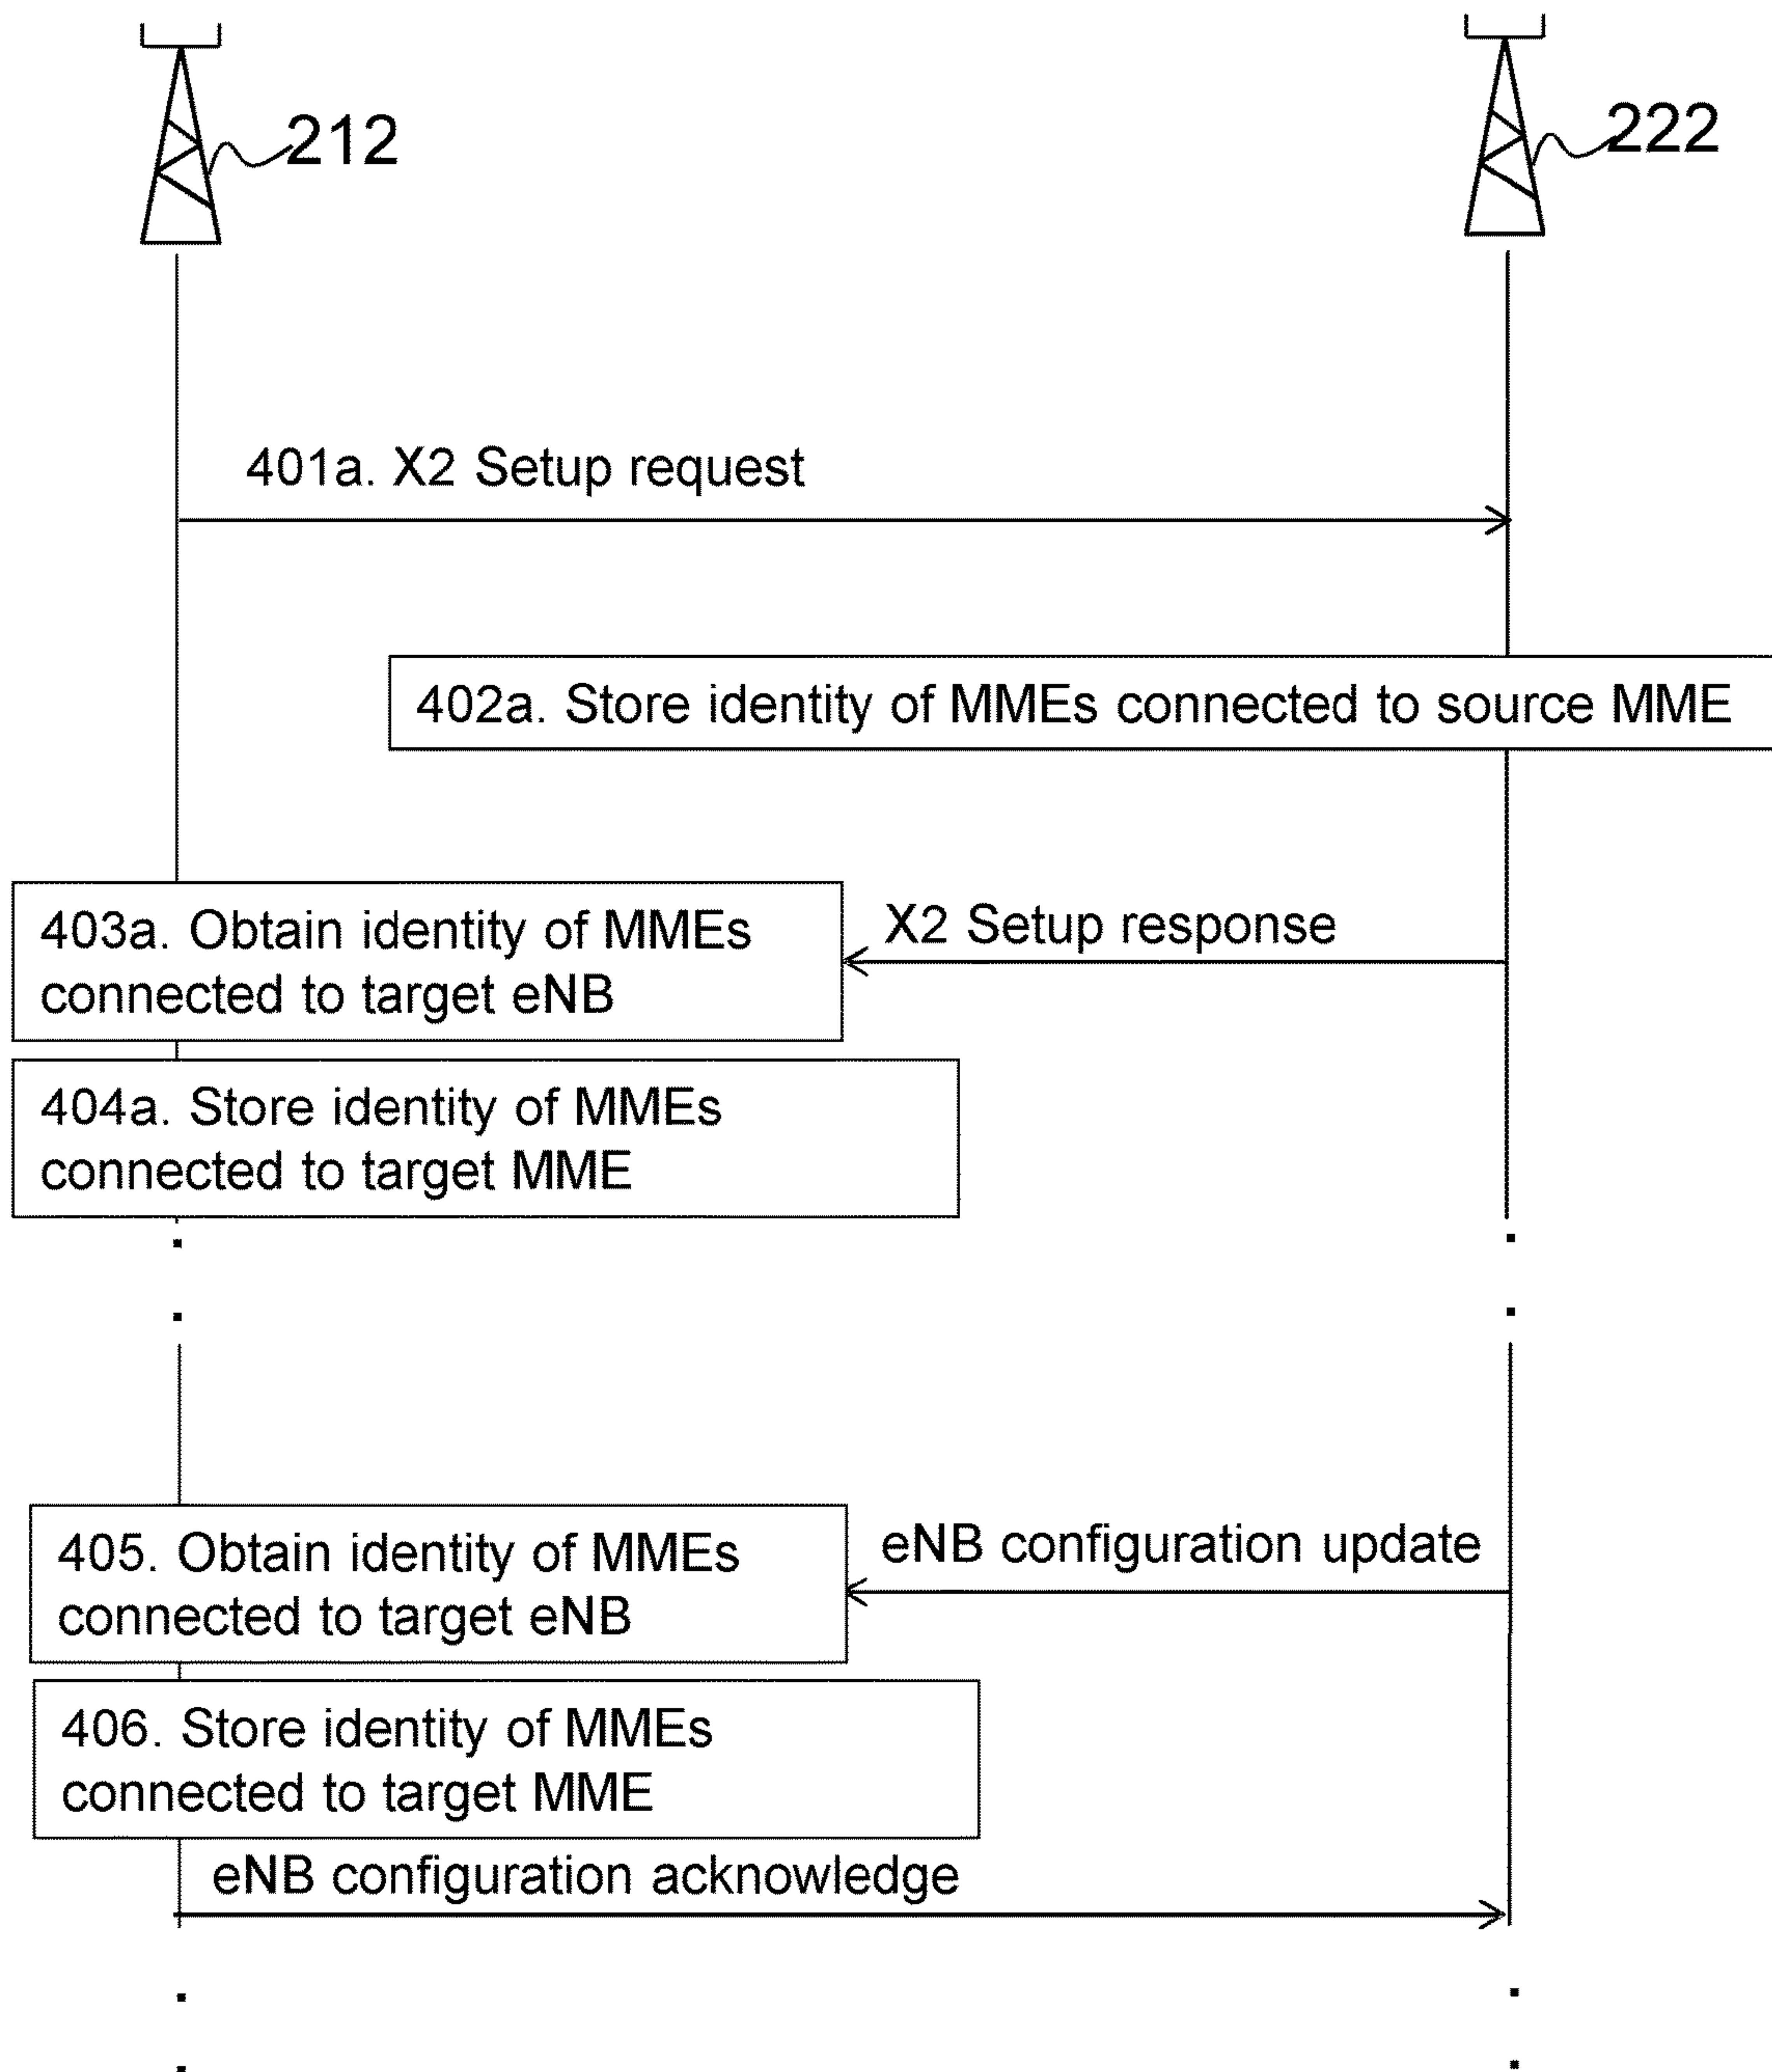 212
222
401a. X2 Setup request
402a. Store identity of MMEs connected to source MME
403a. Obtain identity of MMEs
connected to target eNB
X2 Setup response
404a. Store identity of MMEs
connected to target MME
405. Obtain identity of MMEs
connected to target eNB
eNB configuration update
406. Store identity of MMEs
connected to target MME
eNB configuration acknowledge